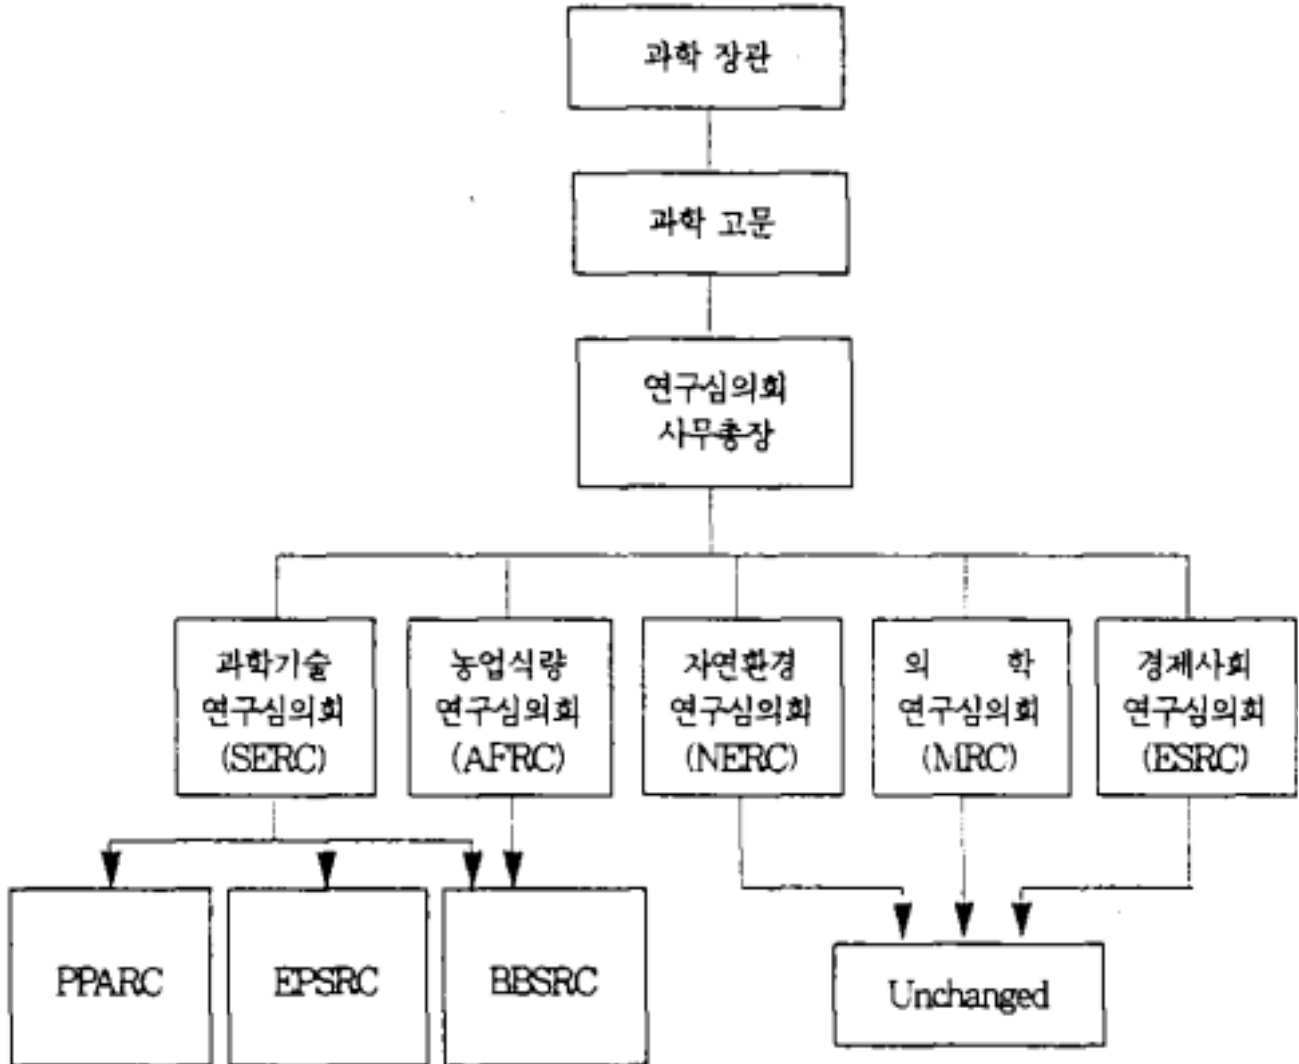 과학 장관
과학 고문
연구심의회
사무총장
과학기술
연구심의회
(SERC)
농업식량
연구심의회
(AFRC)
자연환경
연구심의회
(NERC)
의 학
연구심의회
(MRC)
경제사회
연구심의회
(ESRC)
PPARC
EPSRC
BBSRC
Unchanged